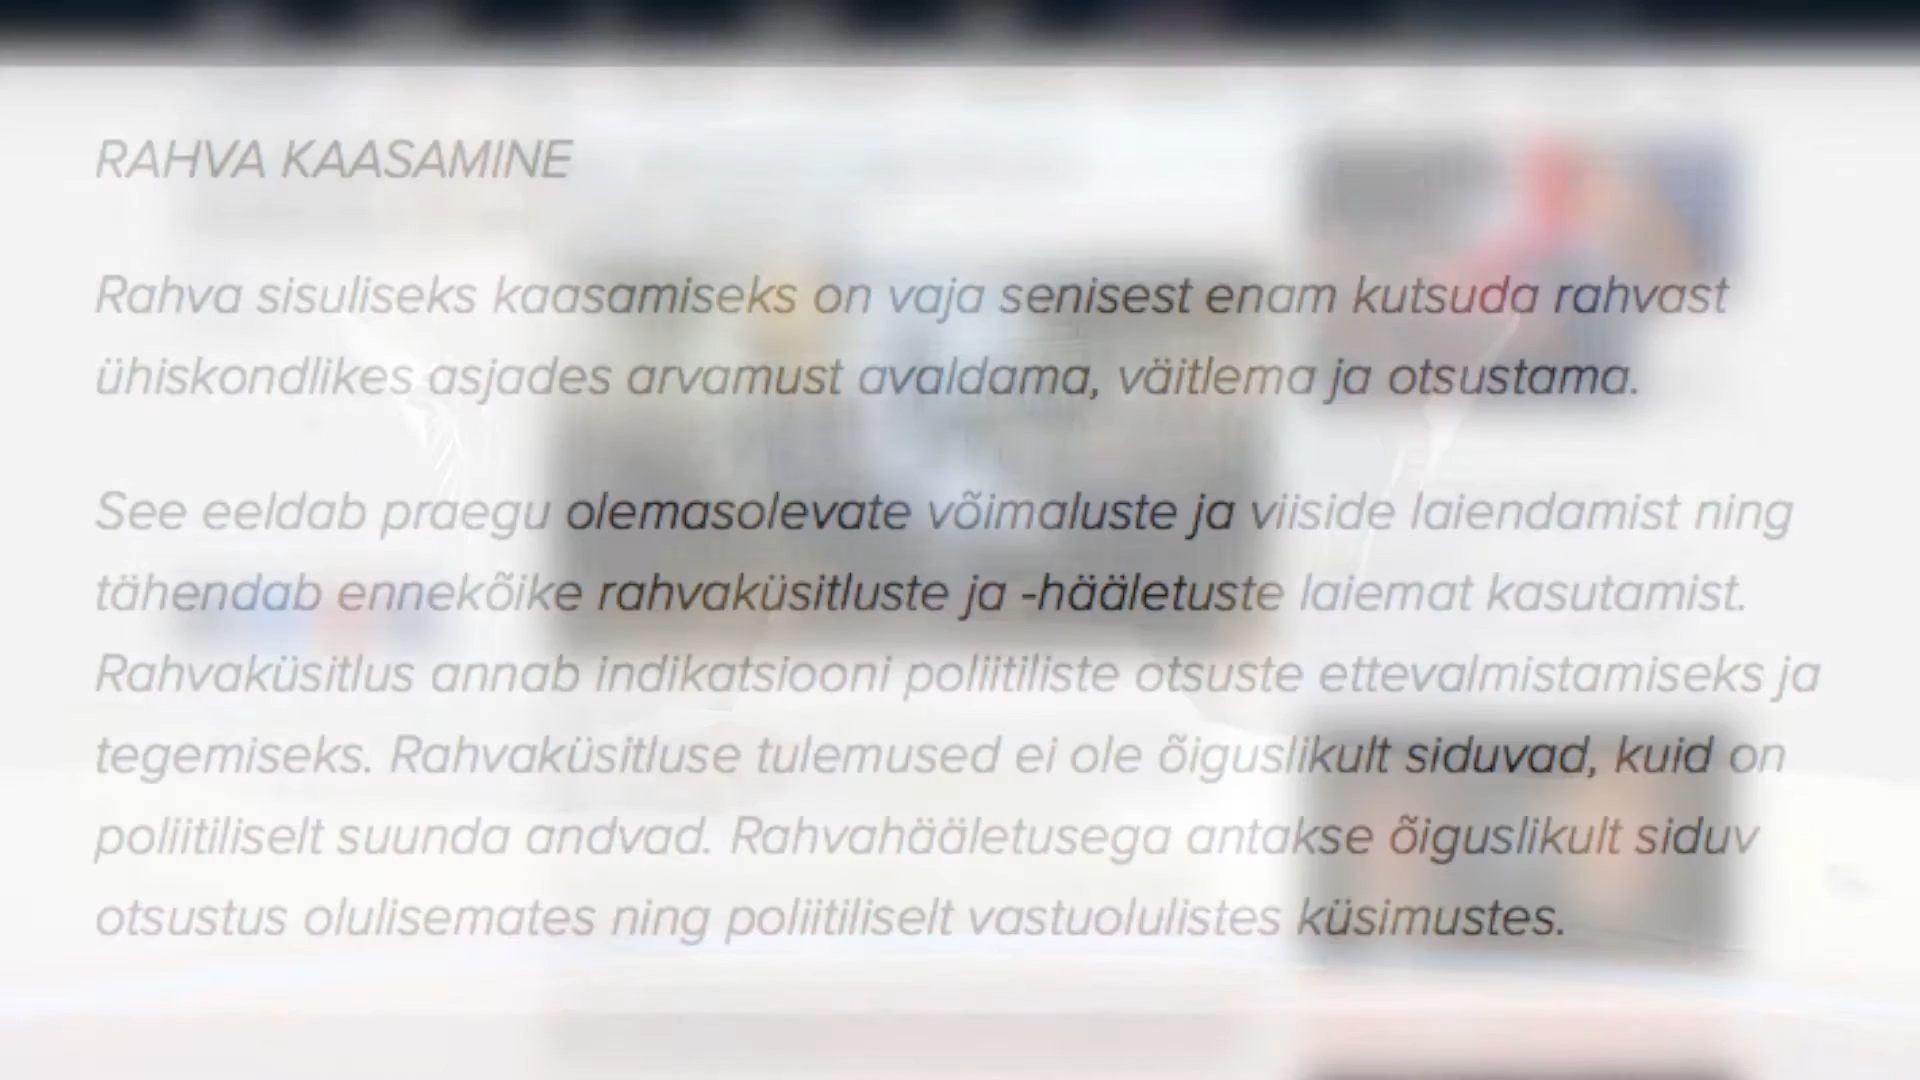 RAHVA KAASAMINE
Rahva sisuliseks kaasamiseks on vaja senisest enam kutsuda rahvast
ühiskondlikes asjades arvamust avaldama, väitlema ja otsustama.
See eeldab praegu olemasolevate võimaluste ja viiside laiendamist ning
tähendab ennekõike rahvaküsitluste ja -hääletuste laiemat kasutamist.
Rahvaküsitlus annab indikatsiooni poliitiliste otsuste ettevalmistamiseks ja
tegemiseks. Rahvaküsitluse tulemused ei ole õiguslikult siduvad, kuid on
poliitiliselt suunda andvad. Rahvahääletusega antakse õiguslikult siduv
otsustus olulisemates ning poliitiliselt vastuolulistes küsimustes.